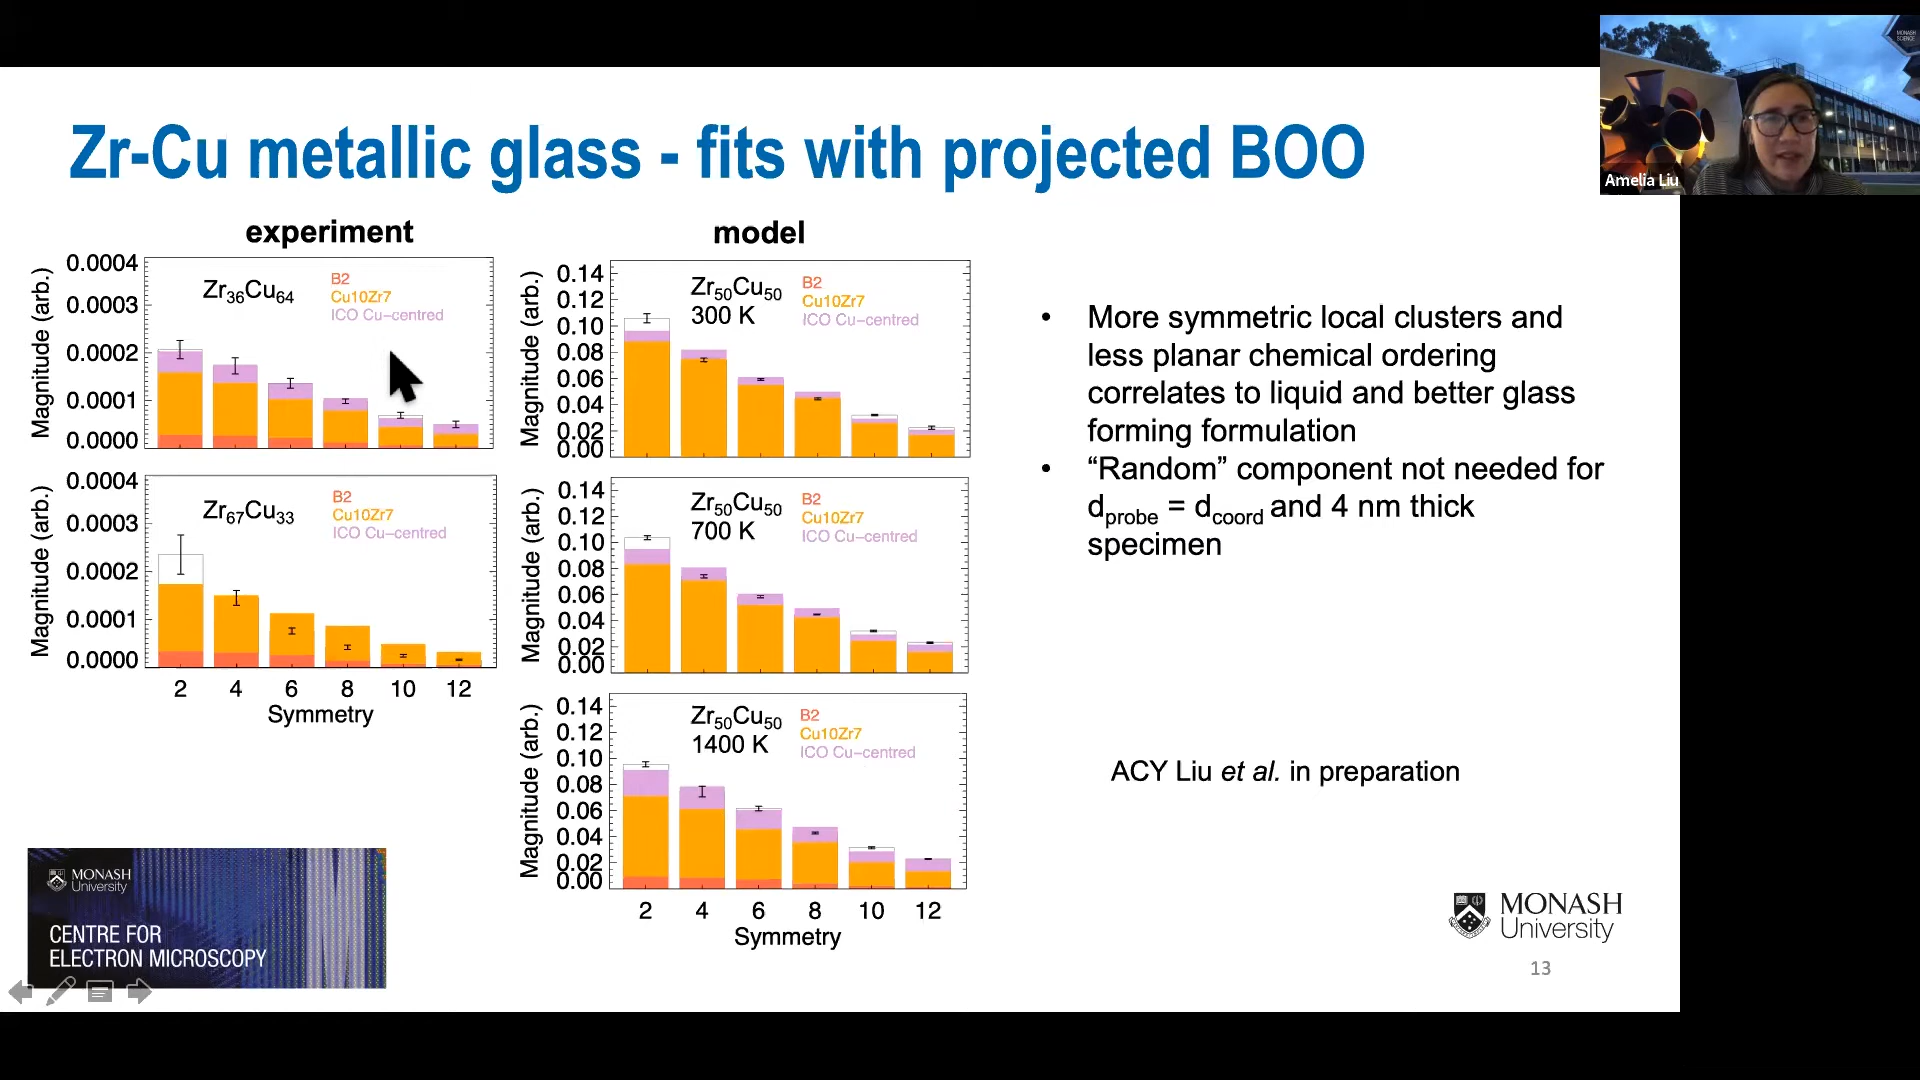 Zr-Cu metallic glass - fits with projected BOO
experiment
0.0004
0.0003
0.0002
0.0001
0.0000
Magnitude (arb.)
Zr36Cu64
B2
Cu10Zr7
ICO Cu-centred
0.0004
0.0003
0.0002
0.0001
0.0000
Magnitude (arb.)
Zr67Cu33
B2
Cu10Zr7
ICO Cu-centred
2 4 6 8 10 12
Symmetry
model
0.14
0.12
0.10
0.08
0.06
0.04
0.02
0.00
Magnitude (arb.)
Zr50Cu50
300 K
B2
Cu10Zr7
ICO Cu-centred
0.14
0.12
0.10
0.08
0.06
0.04
0.02
0.00
Magnitude (arb.)
Zr50Cu50
700 K
B2
Cu10Zr7
ICO Cu-centred
0.14
0.12
0.10
0.08
0.06
0.04
0.02
0.00
Magnitude (arb.)
Zr50Cu50
1400 K
B2
Cu10Zr7
ICO Cu-centred
2 4 6 8 10 12
Symmetry
• More symmetric local clusters and
less planar chemical ordering
correlates to liquid and better glass
forming formulation
• “Random” component not needed for
dprobe = dcoord and 4 nm thick
specimen
ACY Liu et al. in preparation
MONASH
University
CENTRE FOR
ELECTRON MICROSCOPY
MONASH
University
13
Amelia Liu
MONASH
SCIENCE